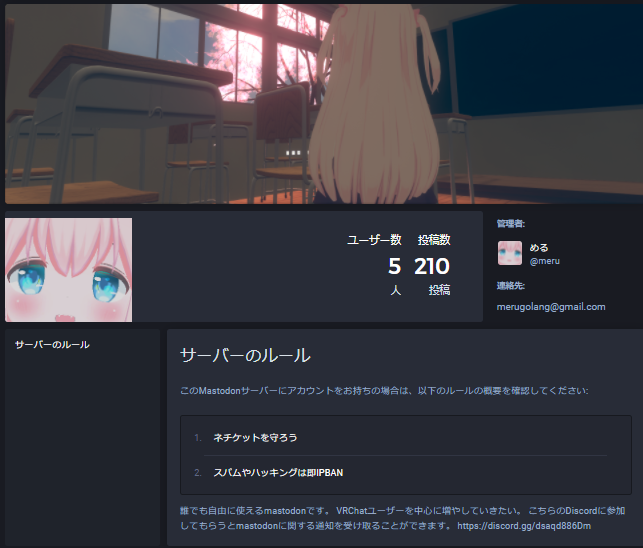 ユーザー数 投稿数
5 210
人 投稿
管理者:
める
@meru
連絡先:
merugolang@gmail.com
サーバーのルール
サーバーのルール
このMastodonサーバーにアカウントをお持ちの場合は、以下のルールの概要を確認してください:
1. ネチケットを守ろう
2. スパムやハッキングは即IPBAN
誰でも自由に使えるmastodonです。 VRChatユーザーを中心に増やしていきたい。 こちらのDiscordに参加
してもらうとmastodonに関する通知を受け取ることができます。 https://discord.gg/dsaqd886Dm